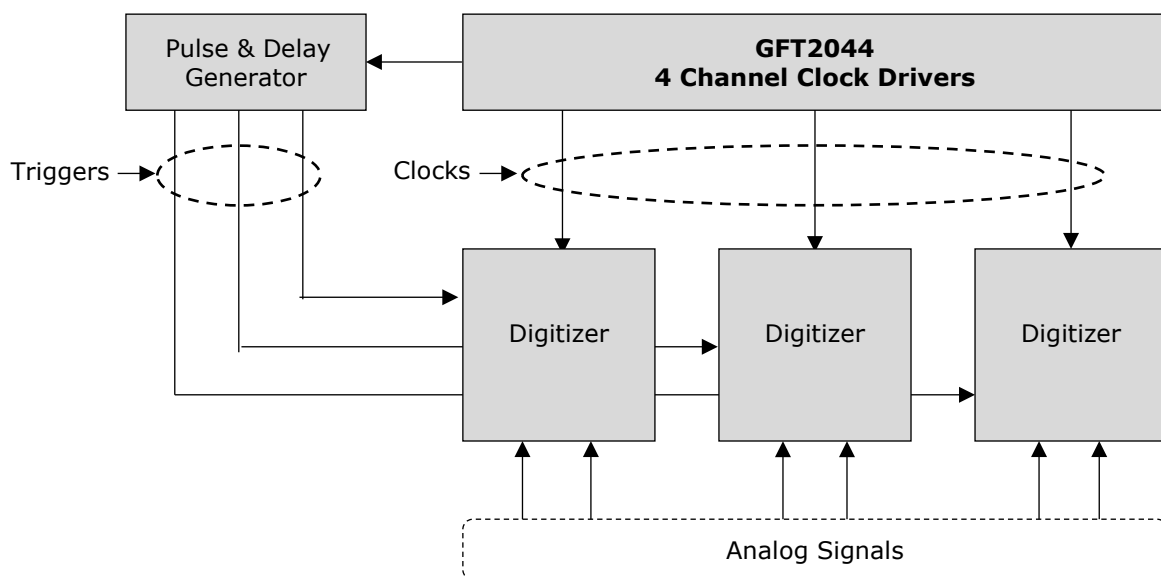 Pulse & Delay
Generator
GFT2044
4 Channel Clock Drivers
Triggers
Clocks
Digitizer
Digitizer
Digitizer
Analog Signals